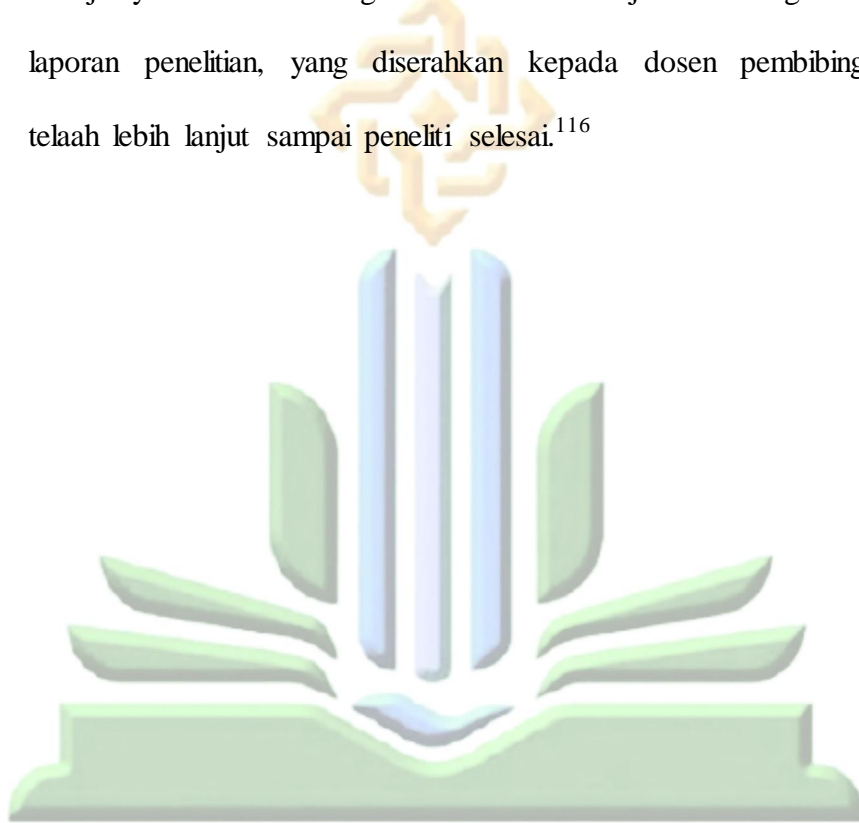 laporan penelitian, yang diserahkan kepada dosen pembibing
telaah lebih lanjut sampai peneliti selesai.116